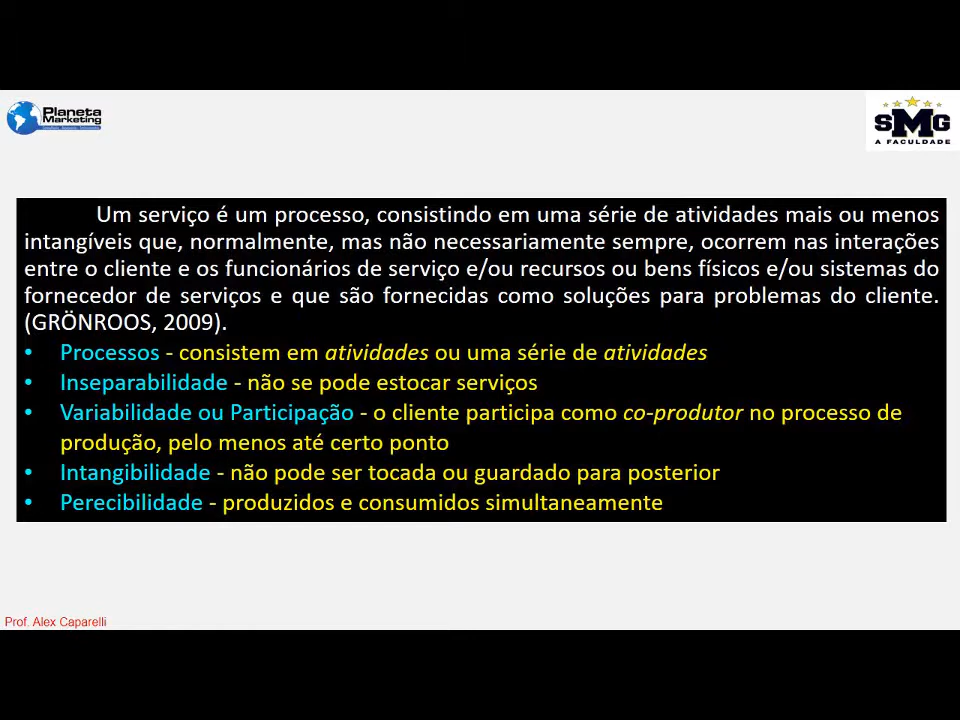 Planeta
Marketing
SMG
A FACULDADE
Um serviço é um processo, consistindo em uma série de atividades mais ou menos
intangíveis que, normalmente, mas não necessariamente sempre, ocorrem nas interações
entre o cliente e os funcionários de serviço e/ou recursos ou bens físicos e/ou sistemas do
fornecedor de serviços e que são fornecidas como soluções para problemas do cliente.
(GRÖNROOS, 2009).
• Processos - consistem em atividades ou uma série de atividades
• Inseparabilidade - não se pode estocar serviços
• Variabilidade ou Participação - o cliente participa como co-produtor no processo de
produção, pelo menos até certo ponto
• Intangibilidade - não pode ser tocada ou guardado para posterior
• Perecibilidade - produzidos e consumidos simultaneamente
Prof. Alex Caparelli